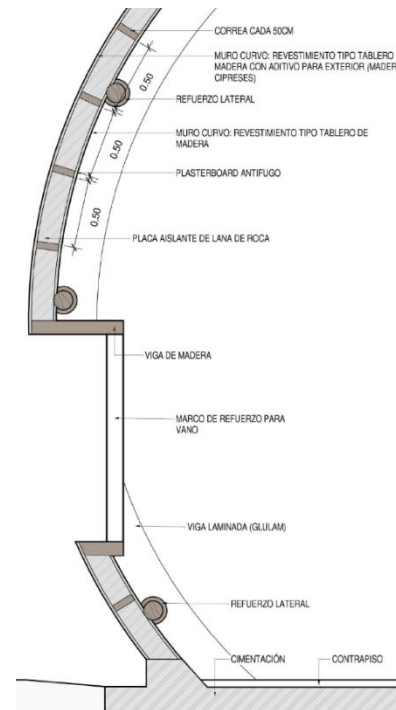 CORREA CADA 50CM
MURO CURVO: REVESTIMIENTO TIPO TABLERO
MADERA CON ADITIVO PARA EXTERIOR (MADER
CIPRESES)
REFUERZO LATERAL
0.50
MURO CURVO: REVESTIMIENTO TIPO TABLERO DE
MADERA
0.50
PLASTERBOARD ANTIFUGO
0.50
PLACA AISLANTE DE LANA DE ROCA
VIGA DE MADERA
MARCO DE REFUERZO PARA
VANO
VIGA LAMINADA (GLULAM)
REFUERZO LATERAL
CIMENTACIÓN
CONTRAPISO